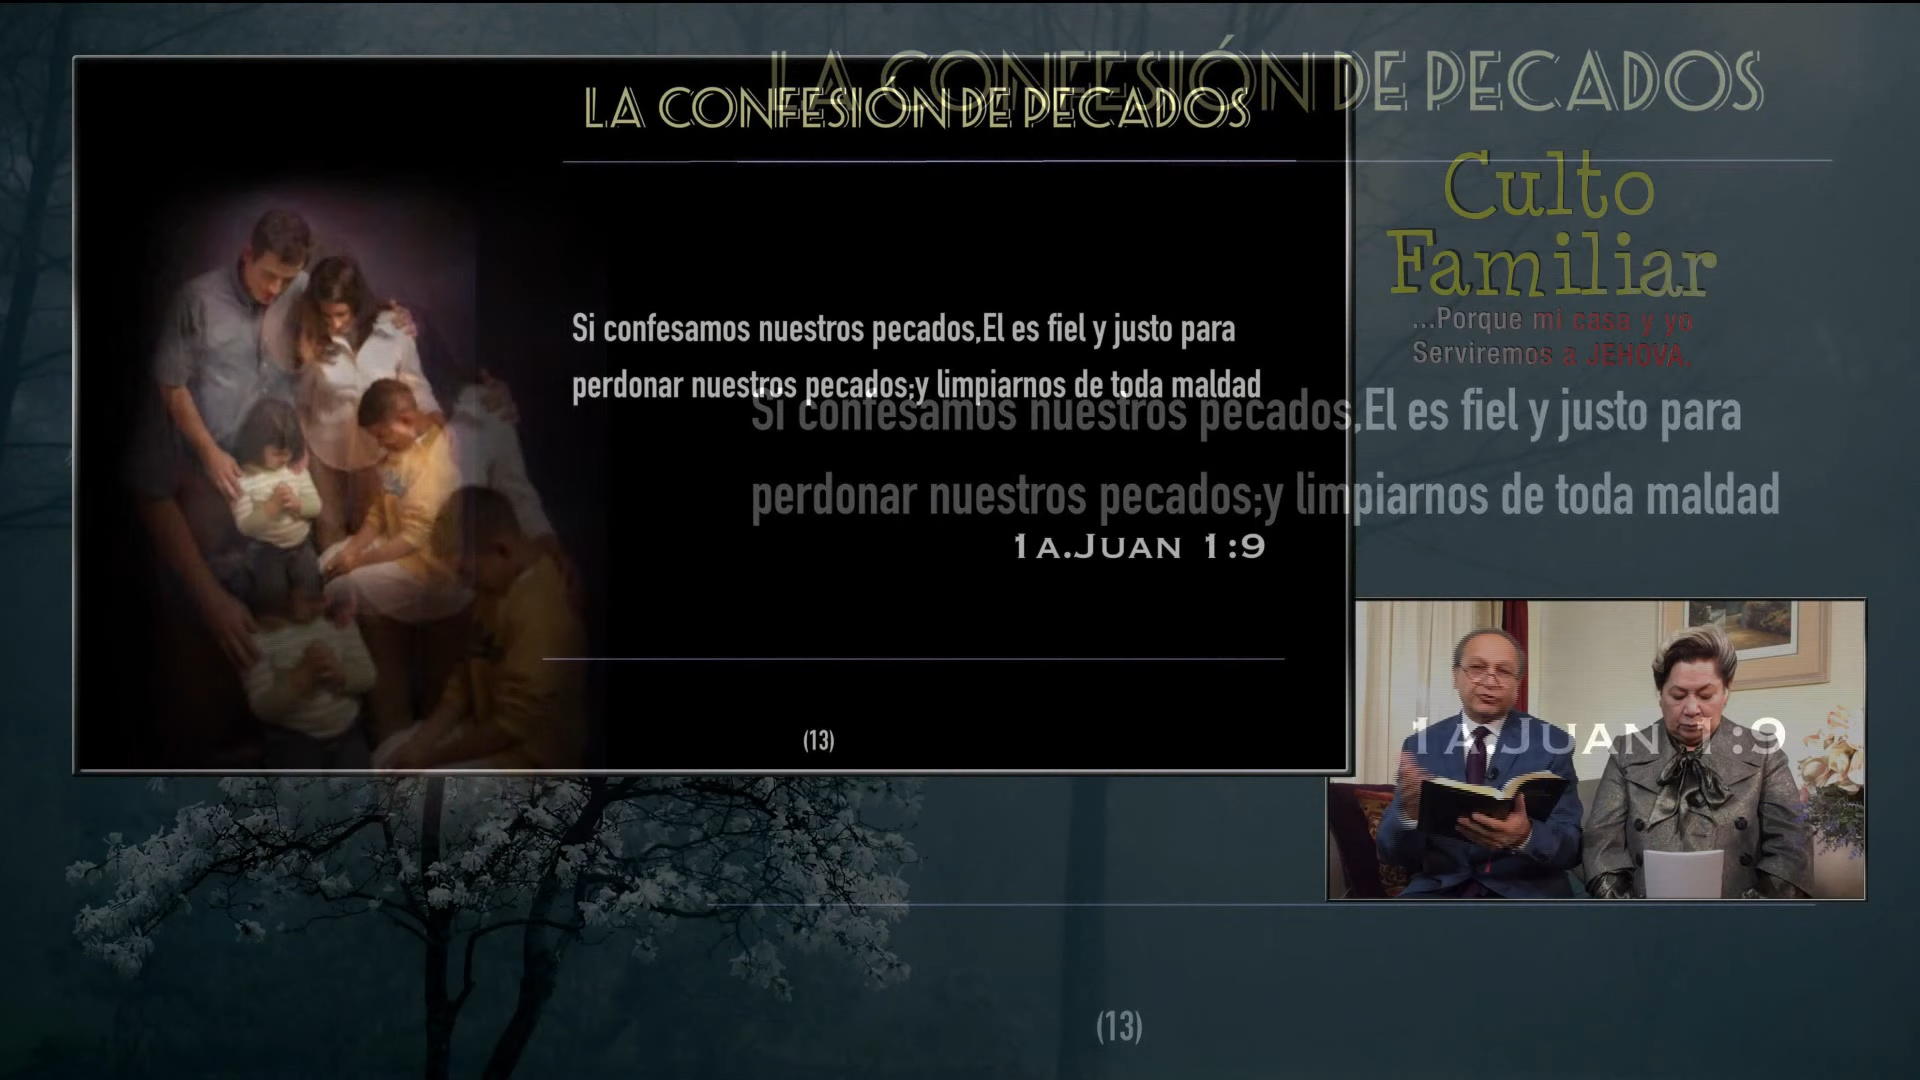 LA CONFESIÓN DE PECADOS
LA CONFESIÓN DE PECADOS
Culto
Familiar
...Porque mi casa y yo
Serviremos a JEHOVA.
Si confesamos nuestros pecados,El es fiel y justo para
perdonar nuestros pecados;y limpiarnos de toda maldad
1a.Juan 1:9
(13)
Si confesamos nuestros pecados,El es fiel y justo para
perdonar nuestros pecados;y limpiarnos de toda maldad
1a.Juan 1:9
(13)